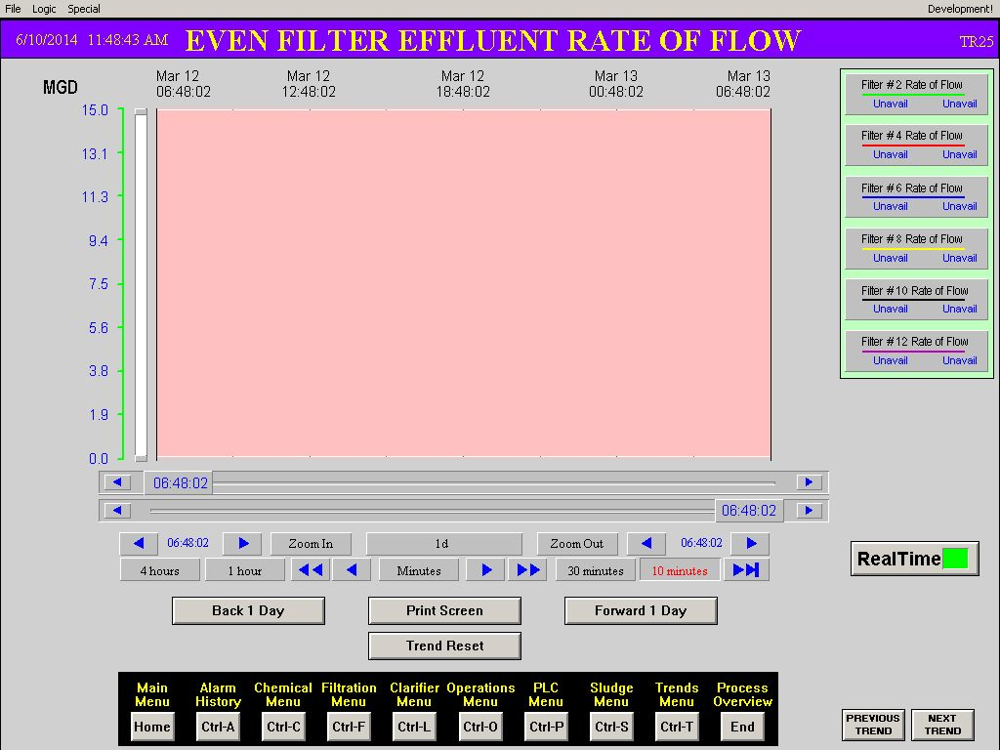 File Logic Special Development!
6/10/2014 11:48:43 AM EVEN FILTER EFFLUENT RATE OF FLOW TR25
Mar 12 Mar 12 Mar 12 Mar 13 Mar 13
MGD 06:48:02 12:48:02 18:48:02 00:48:02 06:48:02
15.0
13.1
11.3
9.4
7.5
5.6
3.8
1.9
0.0
Filter #2 Rate of Flow
Unavail Unavail
Filter #4 Rate of Flow
Unavail Unavail
Filter #6 Rate of Flow
Unavail Unavail
Filter #8 Rate of Flow
Unavail Unavail
Filter #10 Rate of Flow
Unavail Unavail
Filter #12 Rate of Flow
Unavail Unavail
06:48:02
06:48:02
06:48:02 Zoom In 1d Zoom Out 06:48:02
4 hours 1 hour Minutes 30 minutes 10 minutes
RealTime
Back 1 Day Print Screen Forward 1 Day
Trend Reset
Main Alarm Chemical Filtration Clarifier Operations PLC Sludge Trends Process
Menu History Menu Menu Menu Menu Menu Menu Menu Overview
Home Ctrl-A Ctrl-C Ctrl-F Ctrl-L Ctrl-O Ctrl-P Ctrl-S Ctrl-T End
PREVIOUS NEXT
TREND TREND